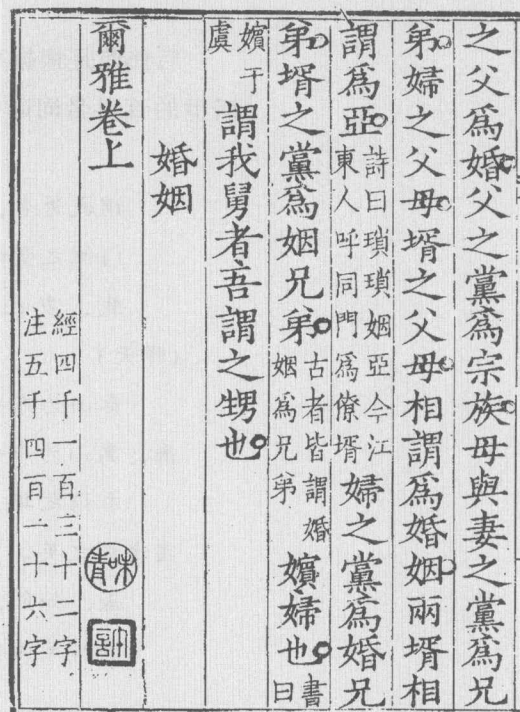 之父爲婚父之黨爲宗族母與妻之黨爲兄
弟婦之父母壻之父母相謂爲婚姻兩壻相
謂爲亞詩曰瑣瑣姻亞今江東人呼同門爲僚壻婦之黨爲婚兄
弟壻之黨爲姻兄弟古者皆謂婚姻爲兄弟嬪婦也書曰
嬪于虞謂我舅者吾謂之甥也
婚姻
爾雅卷上
經四千一百三十二字
注五千四百一十六字
味青